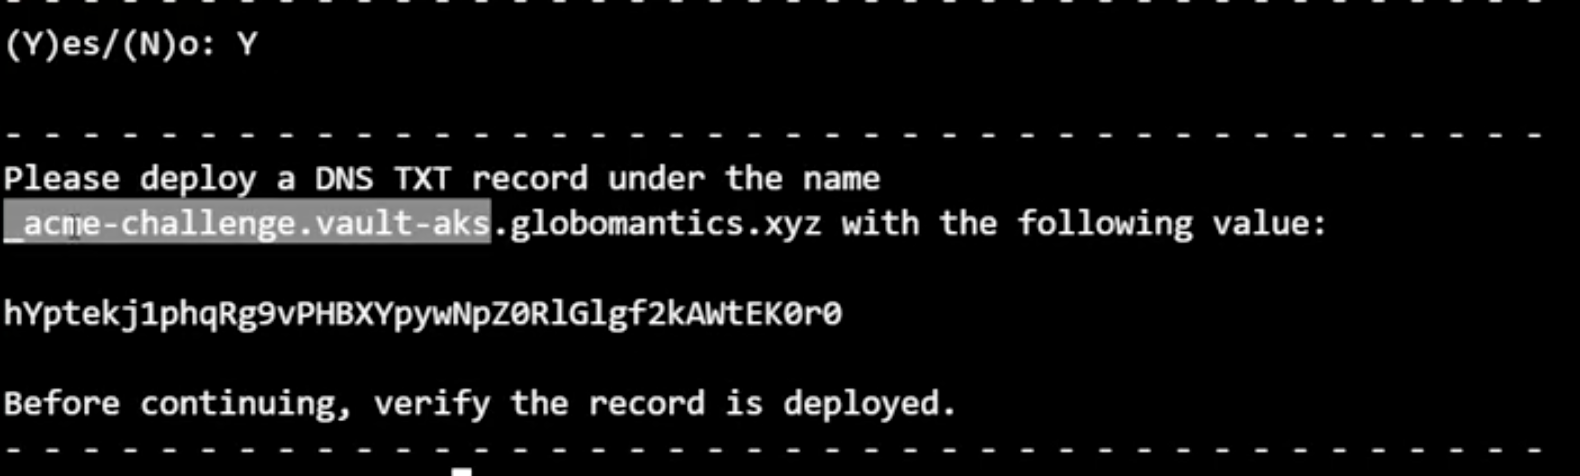 - - - - - - - - - - - - - - - - - - - - - - - - - - - - - - - - - - - - - - - -
(Y)es/(N)o: Y
- - - - - - - - - - - - - - - - - - - - - - - - - - - - - - - - - - - - - - - -
Please deploy a DNS TXT record under the name
_acme-challenge.vault-aks.globomantics.xyz with the following value:
hYptekj1phqRg9vPHBXYpywNpZ0RlGlgf2kAWtEK0r0
Before continuing, verify the record is deployed.
- - - - - - - - - - - - - - - - - - - - - - - - - - - - - - - - - - - - - - - -